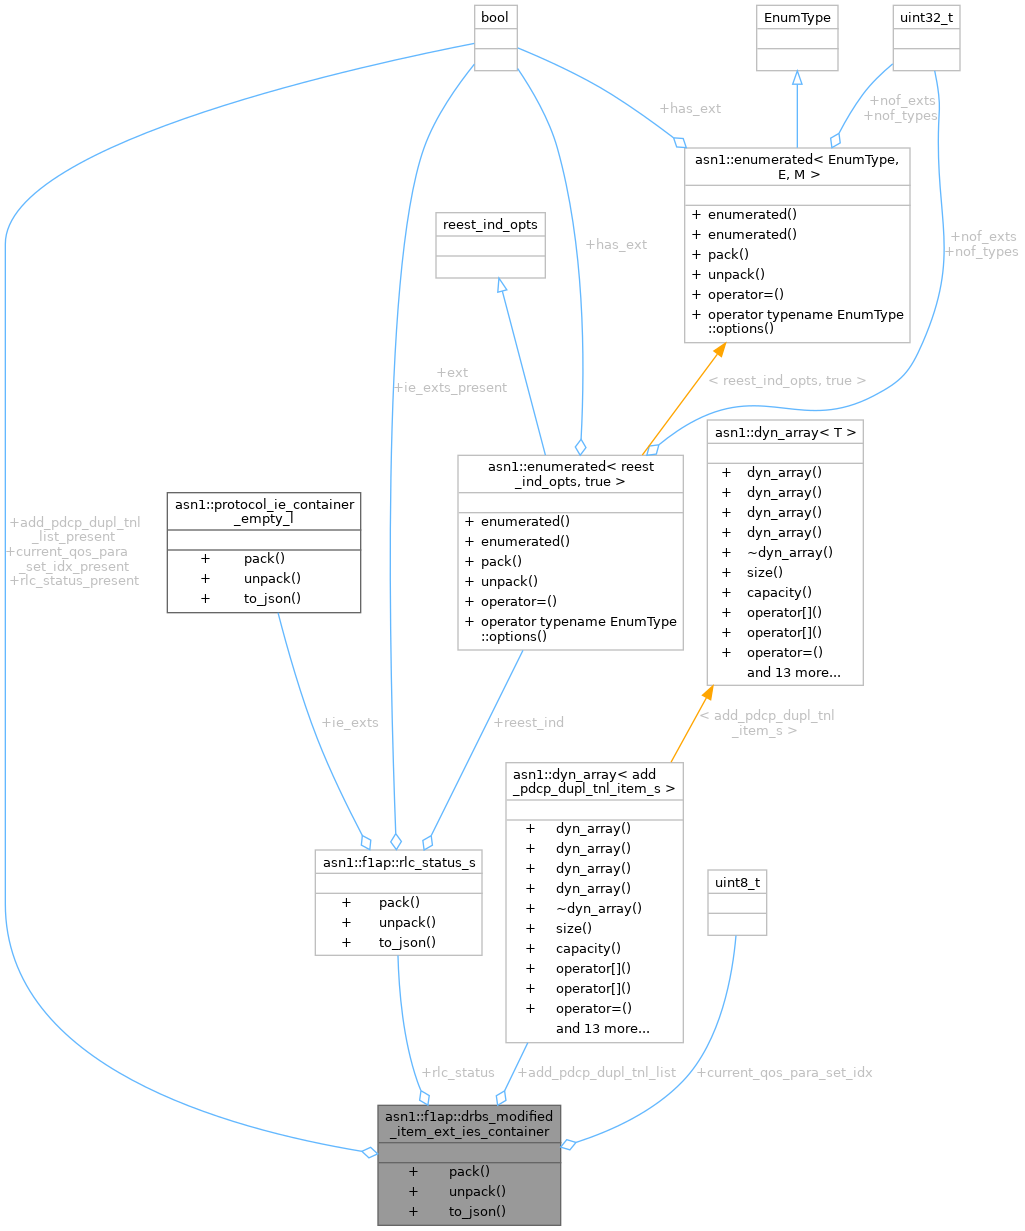 bool
EnumType
uint32_t
+nof_exts
+nof_types
+has_ext
asn1::enumerated< EnumType,
E, M >
+ enumerated()
+ enumerated()
+ pack()
+ unpack()
+ operator=()
+ operator typename EnumType
::options()
reest_ind_opts
+has_ext
+nof_exts
+nof_types
+ext
+ie_exts_present
< reest_ind_opts, true >
asn1::dyn_array< T >
+ dyn_array()
+ dyn_array()
+ dyn_array()
+ dyn_array()
+ ~dyn_array()
+ size()
+ capacity()
+ operator[]()
+ operator[]()
+ operator=()
and 13 more...
asn1::enumerated< reest
_ind_opts, true >
+ enumerated()
+ enumerated()
+ pack()
+ unpack()
+ operator=()
+ operator typename EnumType
::options()
asn1::protocol_ie_container
_empty_l
+ pack()
+ unpack()
+ to_json()
+add_pdcp_dupl_tnl
_list_present
+current_qos_para
_set_idx_present
+rlc_status_present
+ie_exts
+reest_ind
< add_pdcp_dupl_tnl
_item_s >
asn1::dyn_array< add
_pdcp_dupl_tnl_item_s >
+ dyn_array()
+ dyn_array()
+ dyn_array()
+ dyn_array()
+ ~dyn_array()
+ size()
+ capacity()
+ operator[]()
+ operator[]()
+ operator=()
and 13 more...
asn1::f1ap::rlc_status_s
+ pack()
+ unpack()
+ to_json()
uint8_t
+rlc_status
+add_pdcp_dupl_tnl_list
+current_qos_para_set_idx
asn1::f1ap::drbs_modified
_item_ext_ies_container
+ pack()
+ unpack()
+ to_json()